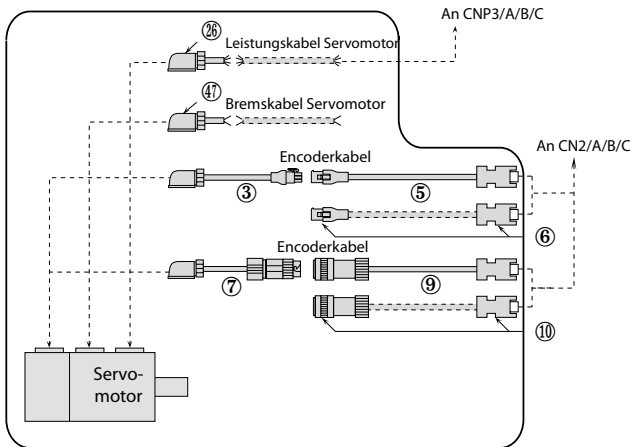 An CNP3/A/B/C
㉖
Leistungskabel Servomotor
㊼
Bremskabel Servomotor
An CN2/A/B/C
Encoderkabel
③
⑤
⑥
Encoderkabel
⑦
⑨
⑩
Servo-
motor